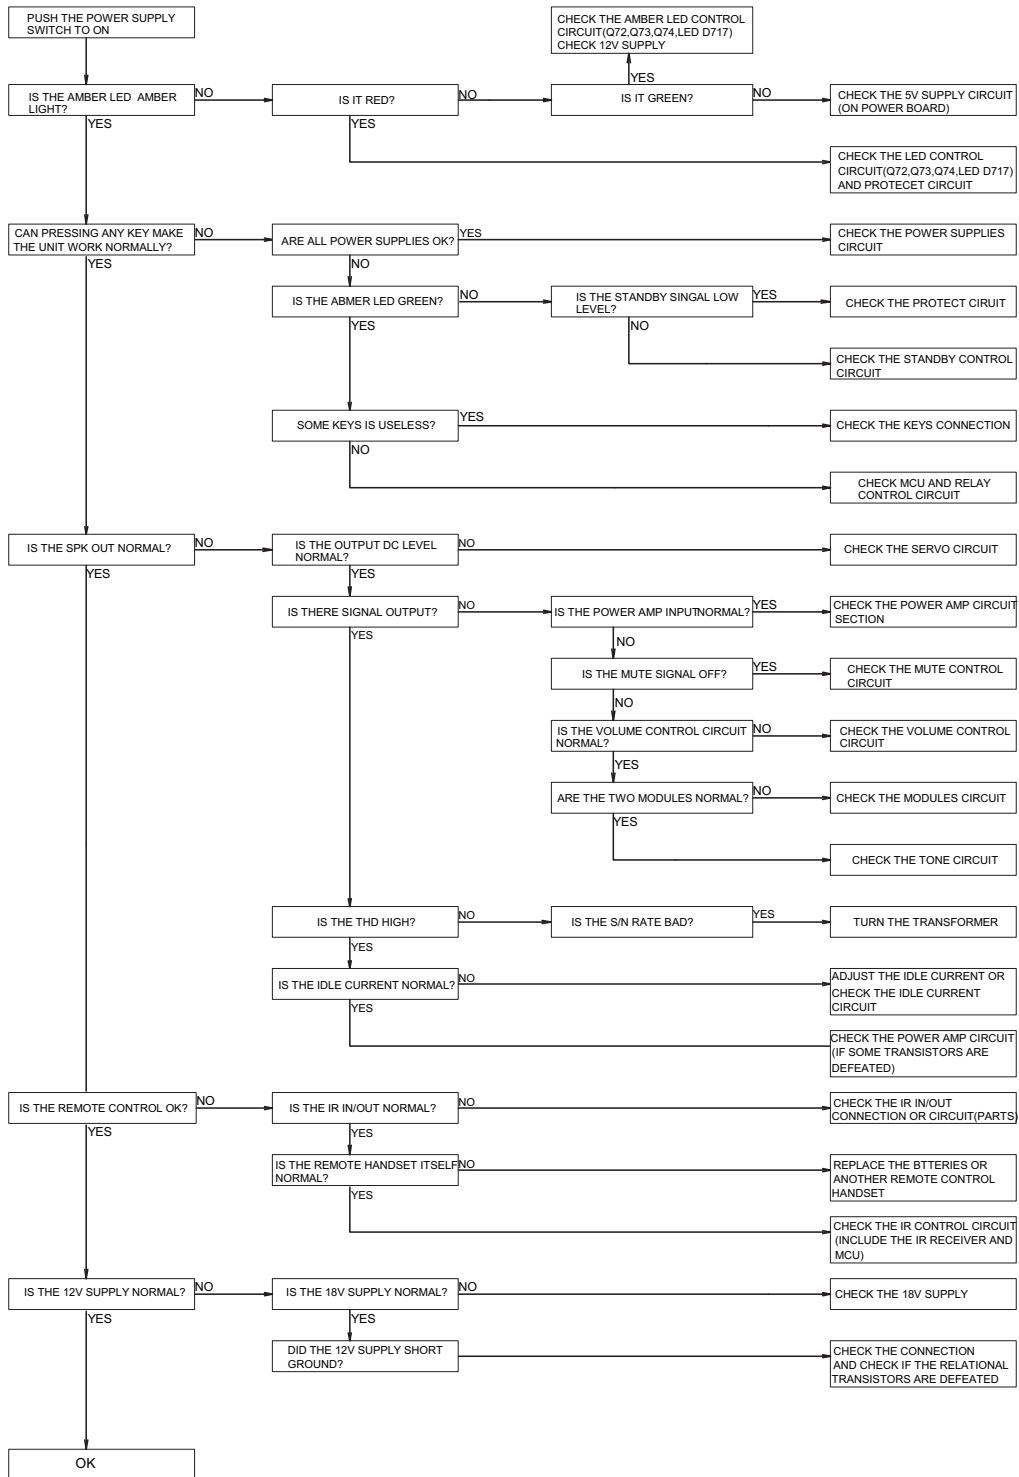 PUSH THE POWER SUPPLY
SWITCH TO ON
CHECK THE AMBER LED CONTROL
CIRCUIT(Q72,Q73,Q74,LED D717)
CHECK 12V SUPPLY
YES
IS THE AMBER LED AMBER
LIGHT?
NO
IS IT RED?
NO
IS IT GREEN?
NO
CHECK THE 5V SUPPLY CIRCUIT
(ON POWER BOARD)
YES
YES
CHECK THE LED CONTROL
CIRCUIT(Q72,Q73,Q74,LED D717)
AND PROTECET CIRCUIT
CAN PRESSING ANY KEY MAKE
THE UNIT WORK NORMALLY?
NO
ARE ALL POWER SUPPLIES OK?
YES
CHECK THE POWER SUPPLIES
CIRCUIT
YES
NO
IS THE ABMER LED GREEN?
NO
IS THE STANDBY SINGAL LOW
LEVEL?
YES
CHECK THE PROTECT CIRUIT
YES
NO
CHECK THE STANDBY CONTROL
CIRCUIT
SOME KEYS IS USELESS?
YES
CHECK THE KEYS CONNECTION
NO
CHECK MCU AND RELAY
CONTROL CIRCUIT
IS THE SPK OUT NORMAL?
NO
IS THE OUTPUT DC LEVEL
NORMAL?
NO
CHECK THE SERVO CIRCUIT
YES
YES
IS THERE SIGNAL OUTPUT?
NO
IS THE POWER AMP INPUTNORMAL?
YES
CHECK THE POWER AMP CIRCUIT
SECTION
YES
NO
IS THE MUTE SIGNAL OFF?
YES
CHECK THE MUTE CONTROL
CIRCUIT
NO
IS THE VOLUME CONTROL CIRCUIT
NORMAL?
NO
CHECK THE VOLUME CONTROL
CIRCUIT
YES
ARE THE TWO MODULES NORMAL?
NO
CHECK THE MODULES CIRCUIT
YES
CHECK THE TONE CIRCUIT
IS THE THD HIGH?
NO
IS THE S/N RATE BAD?
YES
TURN THE TRANSFORMER
YES
IS THE IDLE CURRENT NORMAL?
NO
ADJUST THE IDLE CURRENT OR
CHECK THE IDLE CURRENT
CIRCUIT
YES
CHECK THE POWER AMP CIRCUIT
(IF SOME TRANSISTORS ARE
DEFEATED)
IS THE REMOTE CONTROL OK?
NO
IS THE IR IN/OUT NORMAL?
NO
CHECK THE IR IN/OUT
CONNECTION OR CIRCUIT(PARTS)
YES
YES
IS THE REMOTE HANDSET ITSELF
NORMAL?
NO
REPLACE THE BTTERIES OR
ANOTHER REMOTE CONTROL
HANDSET
YES
CHECK THE IR CONTROL CIRCUIT
(INCLUDE THE IR RECEIVER AND
MCU)
IS THE 12V SUPPLY NORMAL?
NO
IS THE 18V SUPPLY NORMAL?
NO
CHECK THE 18V SUPPLY
YES
YES
DID THE 12V SUPPLY SHORT
GROUND?
CHECK THE CONNECTION
AND CHECK IF THE RELATIONAL
TRANSISTORS ARE DEFEATED
OK